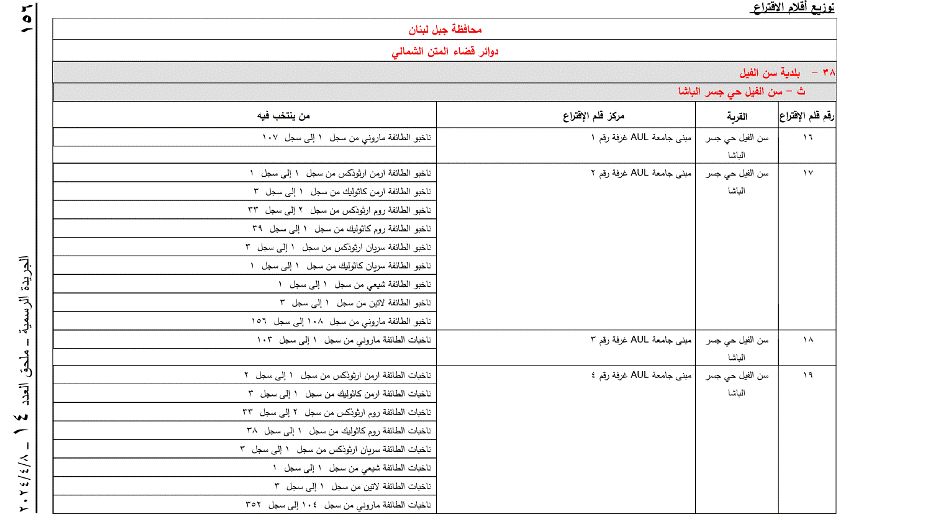 توزيع أقلام الإقتراع
١٥٦
محافظة جبل لبنان
دوائر قضاء المتن الشمالي
٣٨ - بلدية سن الفيل
ث - سن الفيل حي جسر الباشا
رقم قلم الإقتراع القرية مركز قلم الإقتراع من ينتخب فيه
١٦ سن الفيل حي جسر الباشا مبنى جامعة AUL غرفة رقم ١ ناخبو الطائفة ماروني من سجل ١ إلى سجل ١٠٧
١٧ سن الفيل حي جسر الباشا مبنى جامعة AUL غرفة رقم ٢ ناخبو الطائفة ارمن ارثوذكس من سجل ١ إلى سجل ١
ناخبو الطائفة ارمن كاثوليك من سجل ١ إلى سجل ٣
ناخبو الطائفة روم ارثوذكس من سجل ٢ إلى سجل ٣٣
ناخبو الطائفة روم كاثوليك من سجل ١ إلى سجل ٣٩
ناخبو الطائفة سريان ارثوذكس من سجل ١ إلى سجل ٣
ناخبو الطائفة سريان كاثوليك من سجل ١ إلى سجل ١
ناخبو الطائفة شيعي من سجل ١ إلى سجل ١
ناخبو الطائفة لاتين من سجل ١ إلى سجل ٣
ناخبو الطائفة ماروني من سجل ١٠٨ إلى سجل ١٥٦
١٨ سن الفيل حي جسر الباشا مبنى جامعة AUL غرفة رقم ٣ ناخبات الطائفة ماروني من سجل ١ إلى سجل ١٠٣
١٩ سن الفيل حي جسر الباشا مبنى جامعة AUL غرفة رقم ٤ ناخبات الطائفة ارمن ارثوذكس من سجل ١ إلى سجل ٢
ناخبات الطائفة ارمن كاثوليك من سجل ١ إلى سجل ٣
ناخبات الطائفة روم ارثوذكس من سجل ٢ إلى سجل ٣٣
ناخبات الطائفة روم كاثوليك من سجل ١ إلى سجل ٣٨
ناخبات الطائفة سريان ارثوذكس من سجل ١ إلى سجل ٣
ناخبات الطائفة شيعي من سجل ١ إلى سجل ١
ناخبات الطائفة لاتين من سجل ١ إلى سجل ٣
ناخبات الطائفة ماروني من سجل ١٠٤ إلى سجل ٣٥٢
الجريدة الرسمية – ملحق العدد ١٤ – ٢٠٢٤/٤/٨